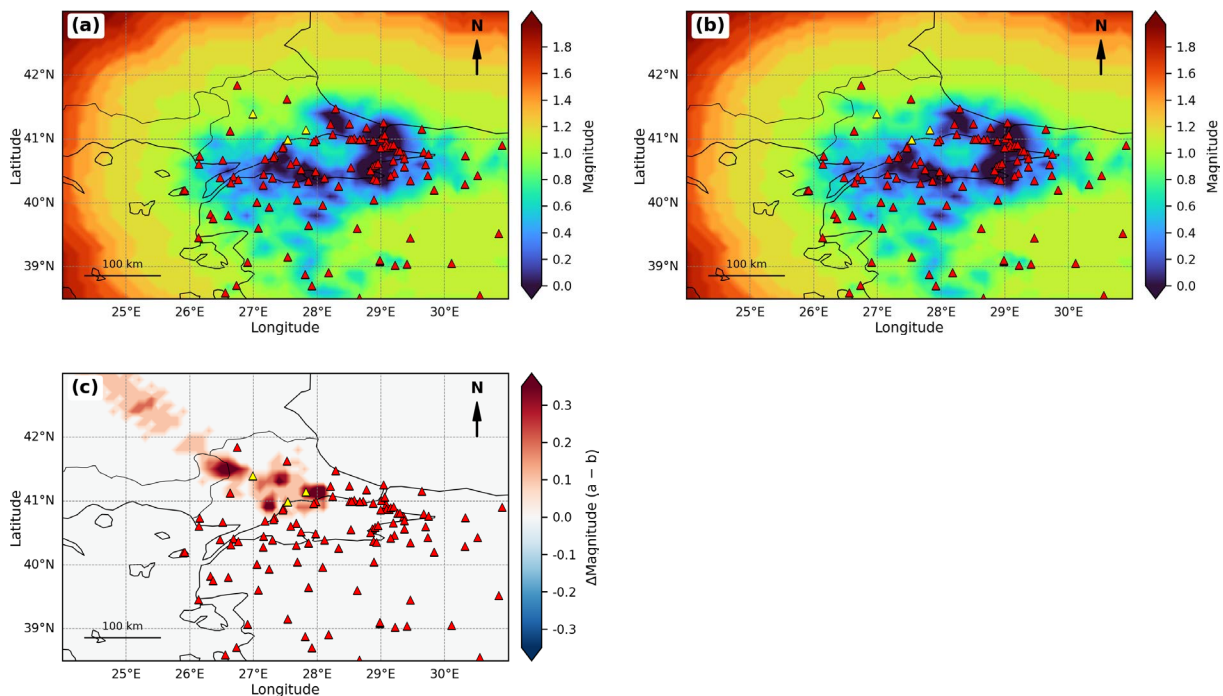 (a)
N
42°N
41°N
40°N
39°N
Latitude
100 km
25°E 26°E 27°E 28°E 29°E 30°E
Longitude
1.8
1.6
1.4
1.2
1.0
0.8
0.6
0.4
0.2
0.0
Magnitude
(b)
N
42°N
41°N
40°N
39°N
Latitude
100 km
25°E 26°E 27°E 28°E 29°E 30°E
Longitude
1.8
1.6
1.4
1.2
1.0
0.8
0.6
0.4
0.2
0.0
Magnitude
(c)
N
42°N
41°N
40°N
39°N
Latitude
100 km
25°E 26°E 27°E 28°E 29°E 30°E
Longitude
0.3
0.2
0.1
0.0
-0.1
-0.2
-0.3
ΔMagnitude (a − b)